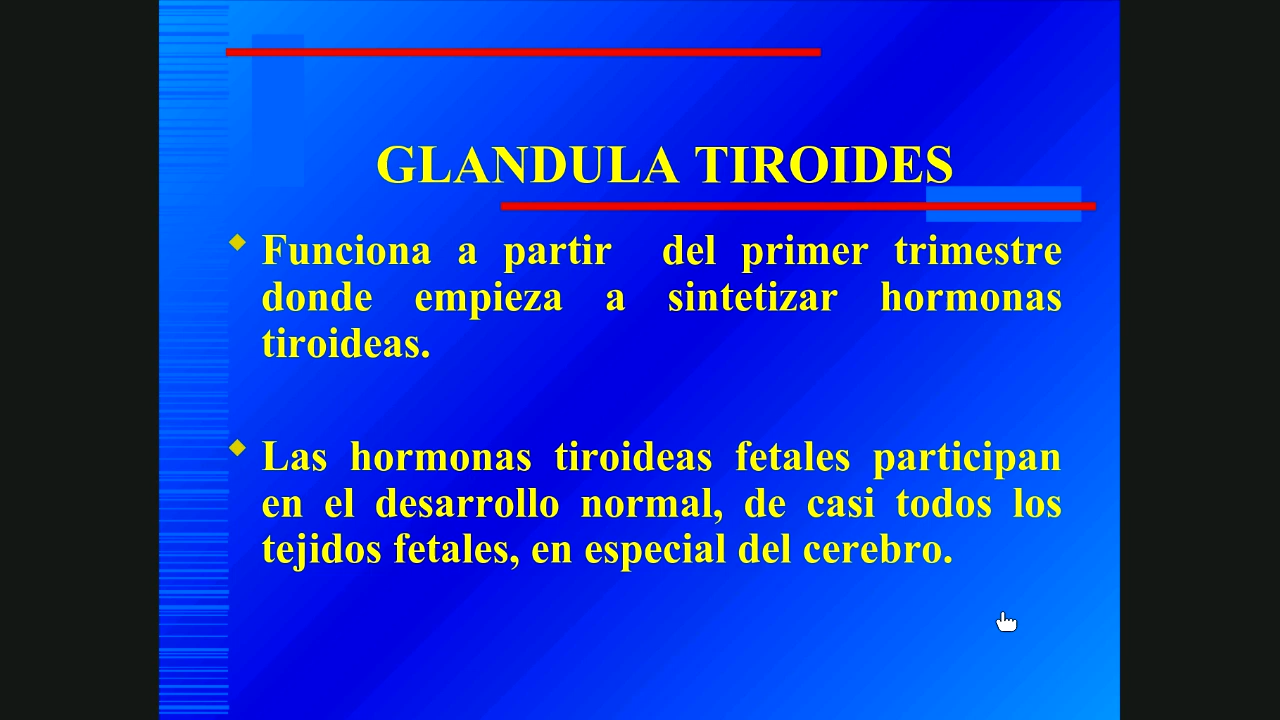 GLANDULA TIROIDES
Funciona a partir del primer trimestre
donde empieza a sintetizar hormonas
tiroideas.
Las hormonas tiroideas fetales participan
en el desarrollo normal, de casi todos los
tejidos fetales, en especial del cerebro.